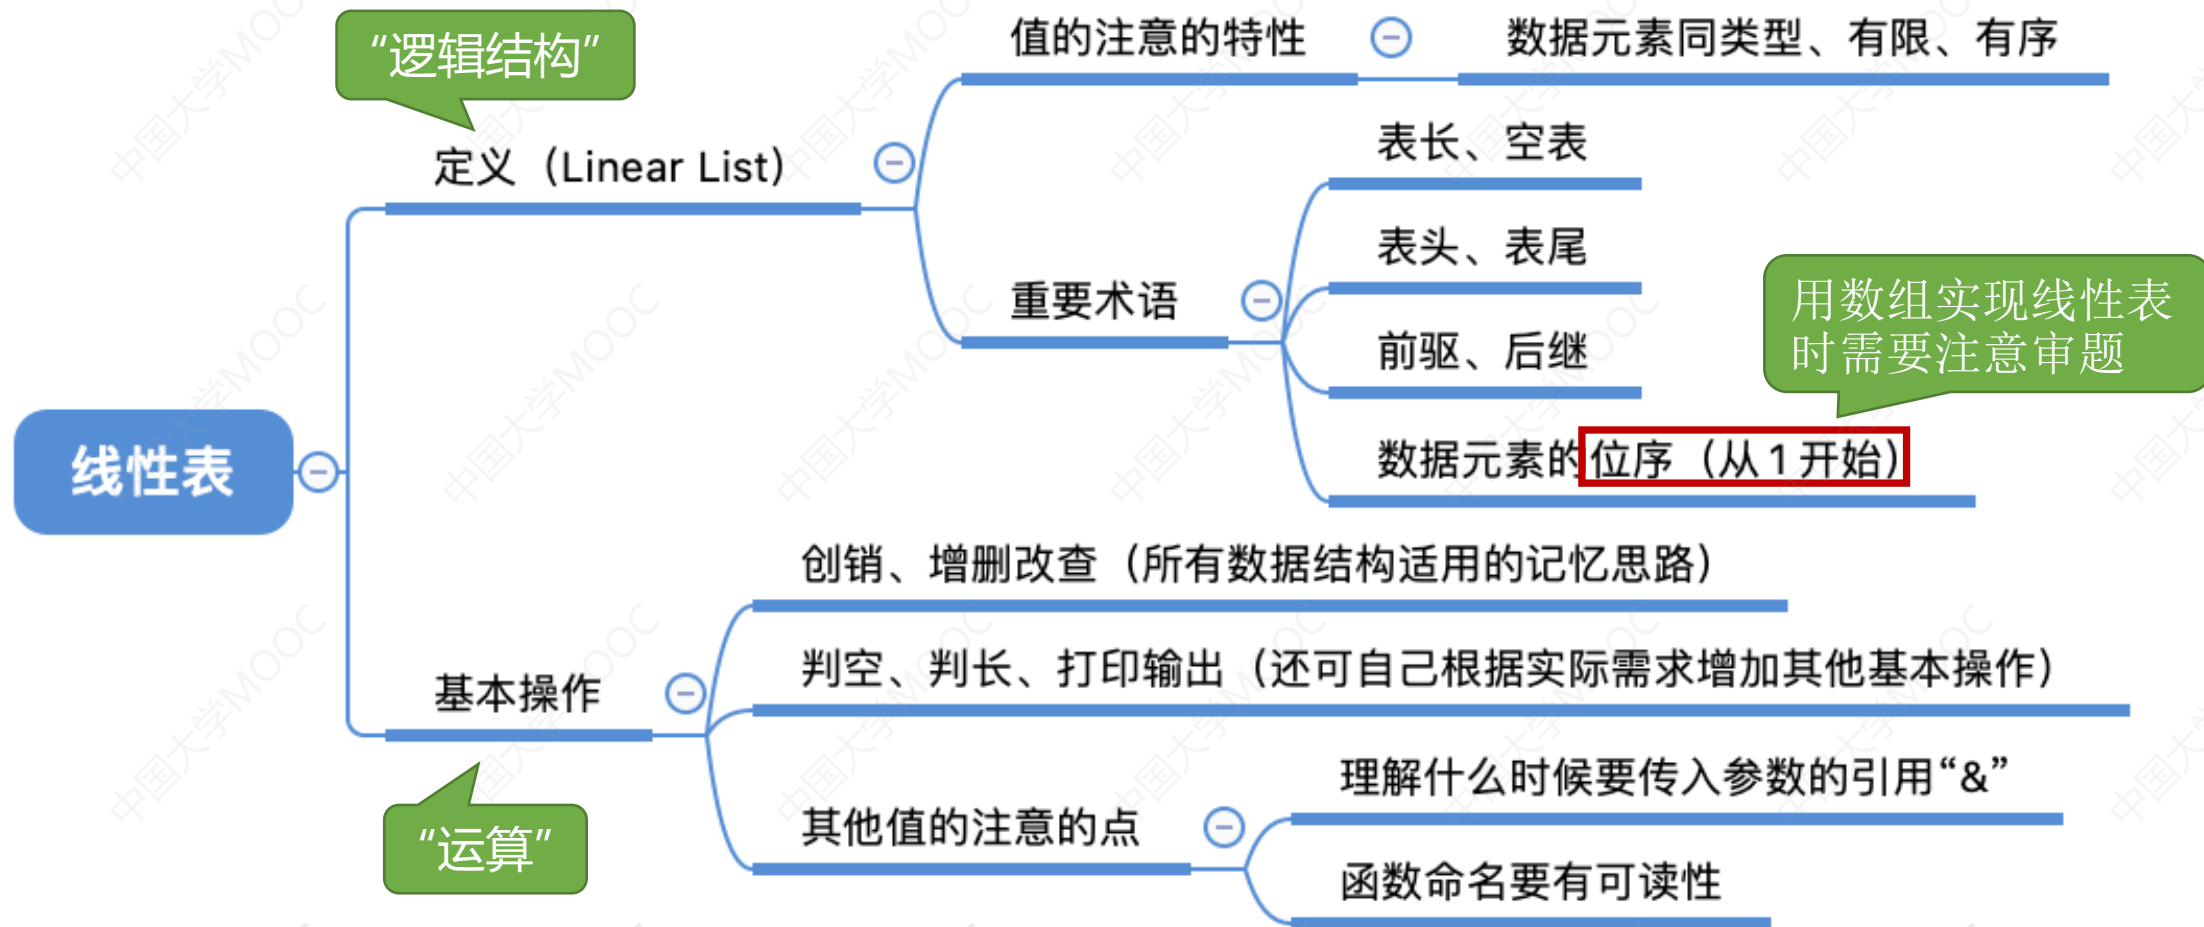 “逻辑结构”
值的注意的特性
数据元素同类型、有限、有序
定义（Linear List）
表长、空表
表头、表尾
重要术语
前驱、后继
用数组实现线性表
时需要注意审题
数据元素的位序（从1开始）
线性表
创销、增删改查（所有数据结构适用的记忆思路）
判空、判长、打印输出（还可自己根据实际需求增加其他基本操作）
基本操作
理解什么时候要传入参数的引用“&”
其他值的注意的点
“运算”
函数命名要有可读性
中国大学MOOC